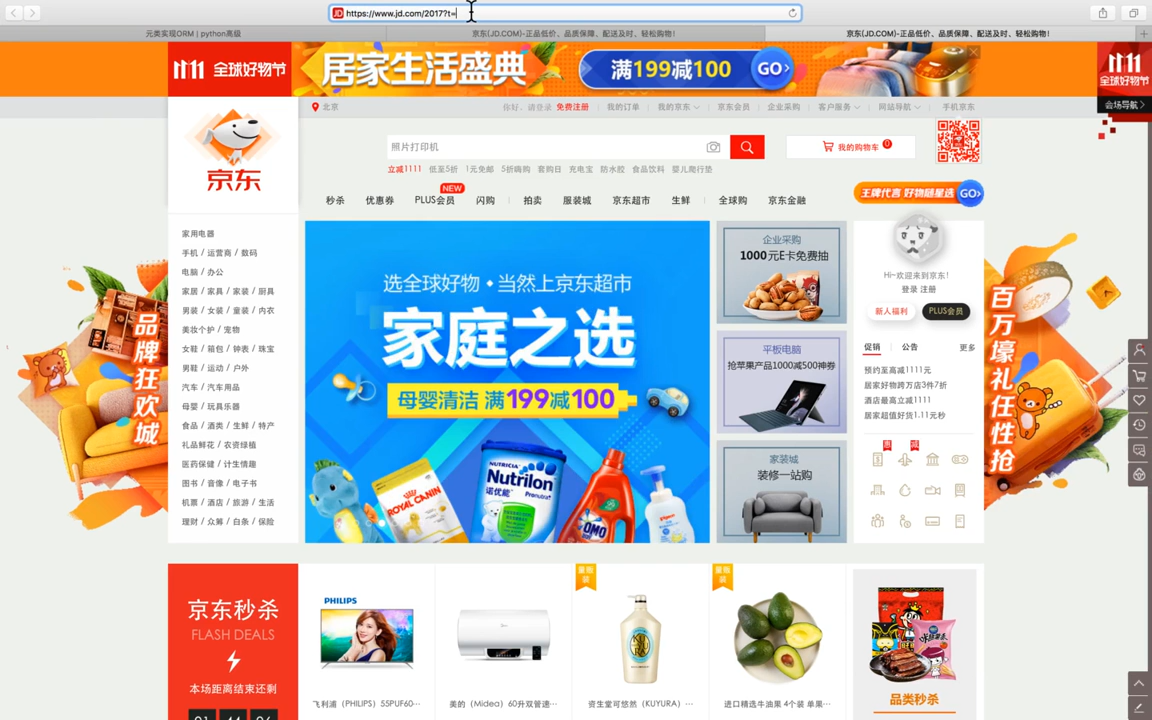 https://www.jd.com/2017?t=
元类实现ORM | python高级
京东(JD.COM)-正品低价、品质保障、配送及时、轻松购物!
京东(JD.COM)-正品低价、品质保障、配送及时、轻松购物!
11·11 全球好物节
居家生活盛典
满199减100 GO>
11·11
全球好物节
会场导航>
北京
你好,请登录 免费注册
我的订单
我的京东
京东会员
企业采购
客户服务
网站导航
手机京东
照片打印机
我的购物车 0
立减1111 低至5折 1元免邮 5折嗨购 套购日 充电宝 防水胶 食品饮料 婴儿爬行垫
京东
NEW
秒杀 优惠券 PLUS会员 闪购 拍卖 服装城 京东超市 生鲜 全球购 京东金融
王牌代言 好物随星选 GO>
家用电器
手机 / 运营商 / 数码
电脑 / 办公
家居 / 家具 / 家装 / 厨具
男装 / 女装 / 童装 / 内衣
美妆个护 / 宠物
女鞋 / 箱包 / 钟表 / 珠宝
男鞋 / 运动 / 户外
汽车 / 汽车用品
母婴 / 玩具乐器
食品 / 酒类 / 生鲜 / 特产
礼品鲜花 / 农资绿植
医药保健 / 计生情趣
图书 / 音像 / 电子书
机票 / 酒店 / 旅游 / 生活
理财 / 众筹 / 白条 / 保险
选全球好物·当然上京东超市
家庭之选
母婴清洁 满199减100
ROYAL CANIN
NUTRICIA
Nutrilon
诺优能
Pronutra+
OMO
企业采购
1000元E卡免费抽
平板电脑
抢苹果产品1000减500神券
家装城
装修一站购
Hi~欢迎来到京东!
登录 注册
新人福利
PLUS会员
促销
公告
更多
预约至高减1111元
居家好物跨万店3件7折
酒店最高立减1111
居家超值好货1.11元秒
品牌狂欢城
百万壕礼任性抢
京东秒杀
FLASH DEALS
本场距离结束还剩
PHILIPS
飞利浦(PHILIPS)55PUF60···
美的(Midea)60升双管速···
资生堂可悠然(KUYURA)···
进口精选牛油果 4个装 单果···
品类秒杀